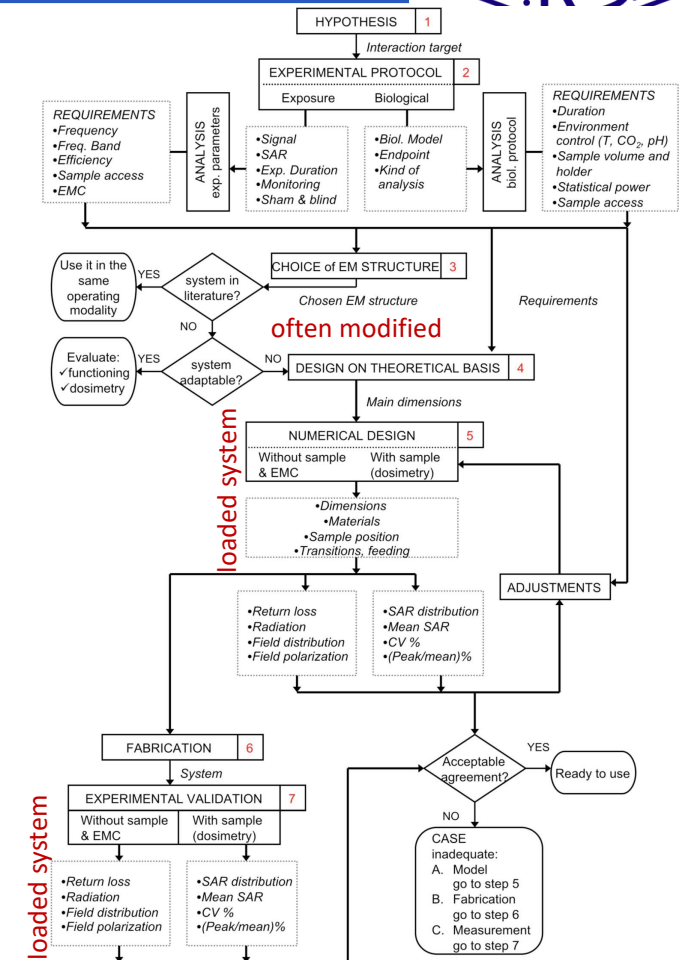 HYPOTHESIS 1
Interaction target
EXPERIMENTAL PROTOCOL 2
Exposure Biological
REQUIREMENTS
•Frequency
•Freq. Band
•Efficiency
•Sample access
•EMC
ANALYSIS
exp. parameters
•Signal
•SAR
•Exp. Duration
•Monitoring
•Sham & blind
•Biol. Model
•Endpoint
•Kind of
analysis
ANALYSIS
biol. protocol
REQUIREMENTS
•Duration
•Environment
control (T, CO₂, pH)
•Sample volume and
holder
•Statistical power
•Sample access
CHOICE of EM STRUCTURE 3
Use it in the
same
operating
modality
YES
system in
literature?
Chosen EM structure
Requirements
NO
often modified
Evaluate:
✓functioning
✓dosimetry
YES
system
adaptable?
NO
DESIGN ON THEORETICAL BASIS 4
Main dimensions
loaded system
NUMERICAL DESIGN 5
Without sample
& EMC
With sample
(dosimetry)
•Dimensions
•Materials
•Sample position
•Transitions, feeding
ADJUSTMENTS
•Return loss
•Radiation
•Field distribution
•Field polarization
•SAR distribution
•Mean SAR
•CV %
•(Peak/mean)%
FABRICATION 6
System
Acceptable
agreement?
YES
Ready to use
NO
loaded system
EXPERIMENTAL VALIDATION 7
Without sample
& EMC
With sample
(dosimetry)
•Return loss
•Radiation
•Field distribution
•Field polarization
•SAR distribution
•Mean SAR
•CV %
•(Peak/mean)%
CASE
inadequate:
A. Model
go to step 5
B. Fabrication
go to step 6
C. Measurement
go to step 7